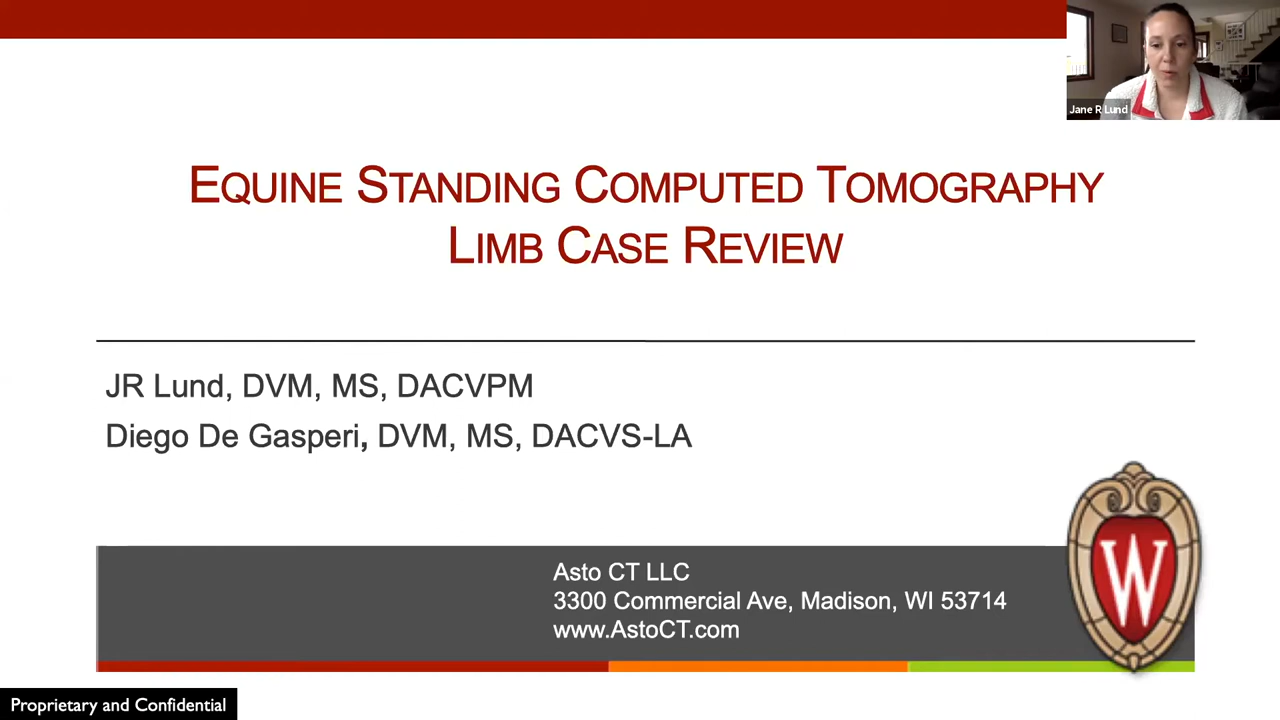 Jane R Lund
EQUINE STANDING COMPUTED TOMOGRAPHY
LIMB CASE REVIEW
JR Lund, DVM, MS, DACVPM
Diego De Gasperi, DVM, MS, DACVS-LA
Asto CT LLC
3300 Commercial Ave, Madison, WI 53714
www.AstoCT.com
W
Proprietary and Confidential